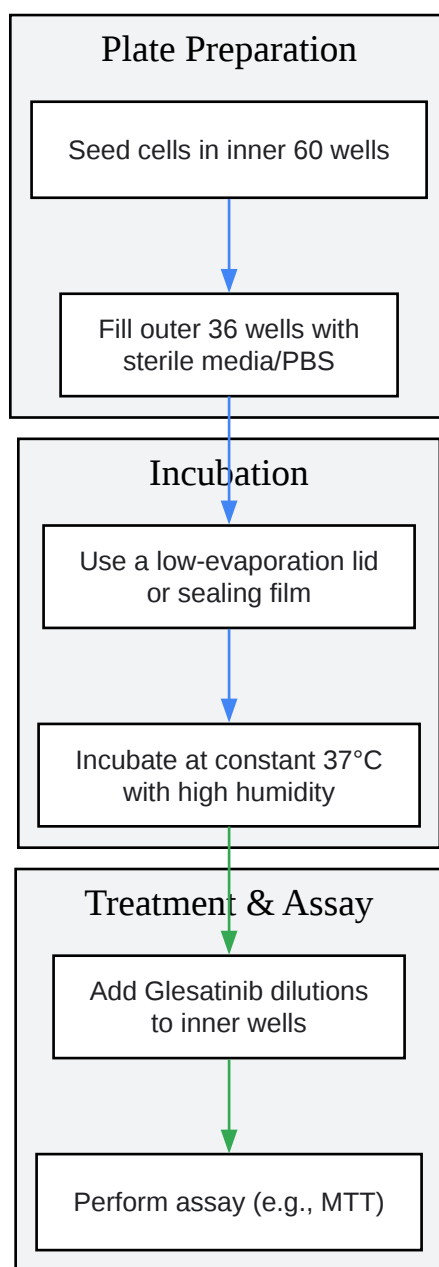 Plate Preparation
Seed cells in inner 60 wells
Fill outer 36 wells with
sterile media/PBS
Incubation
Use a low-evaporation lid
or sealing film
Incubate at constant 37°C
with high humidity
Treatment & Assay
Add Glesatinib dilutions
to inner wells
Perform assay (e.g., MTT)